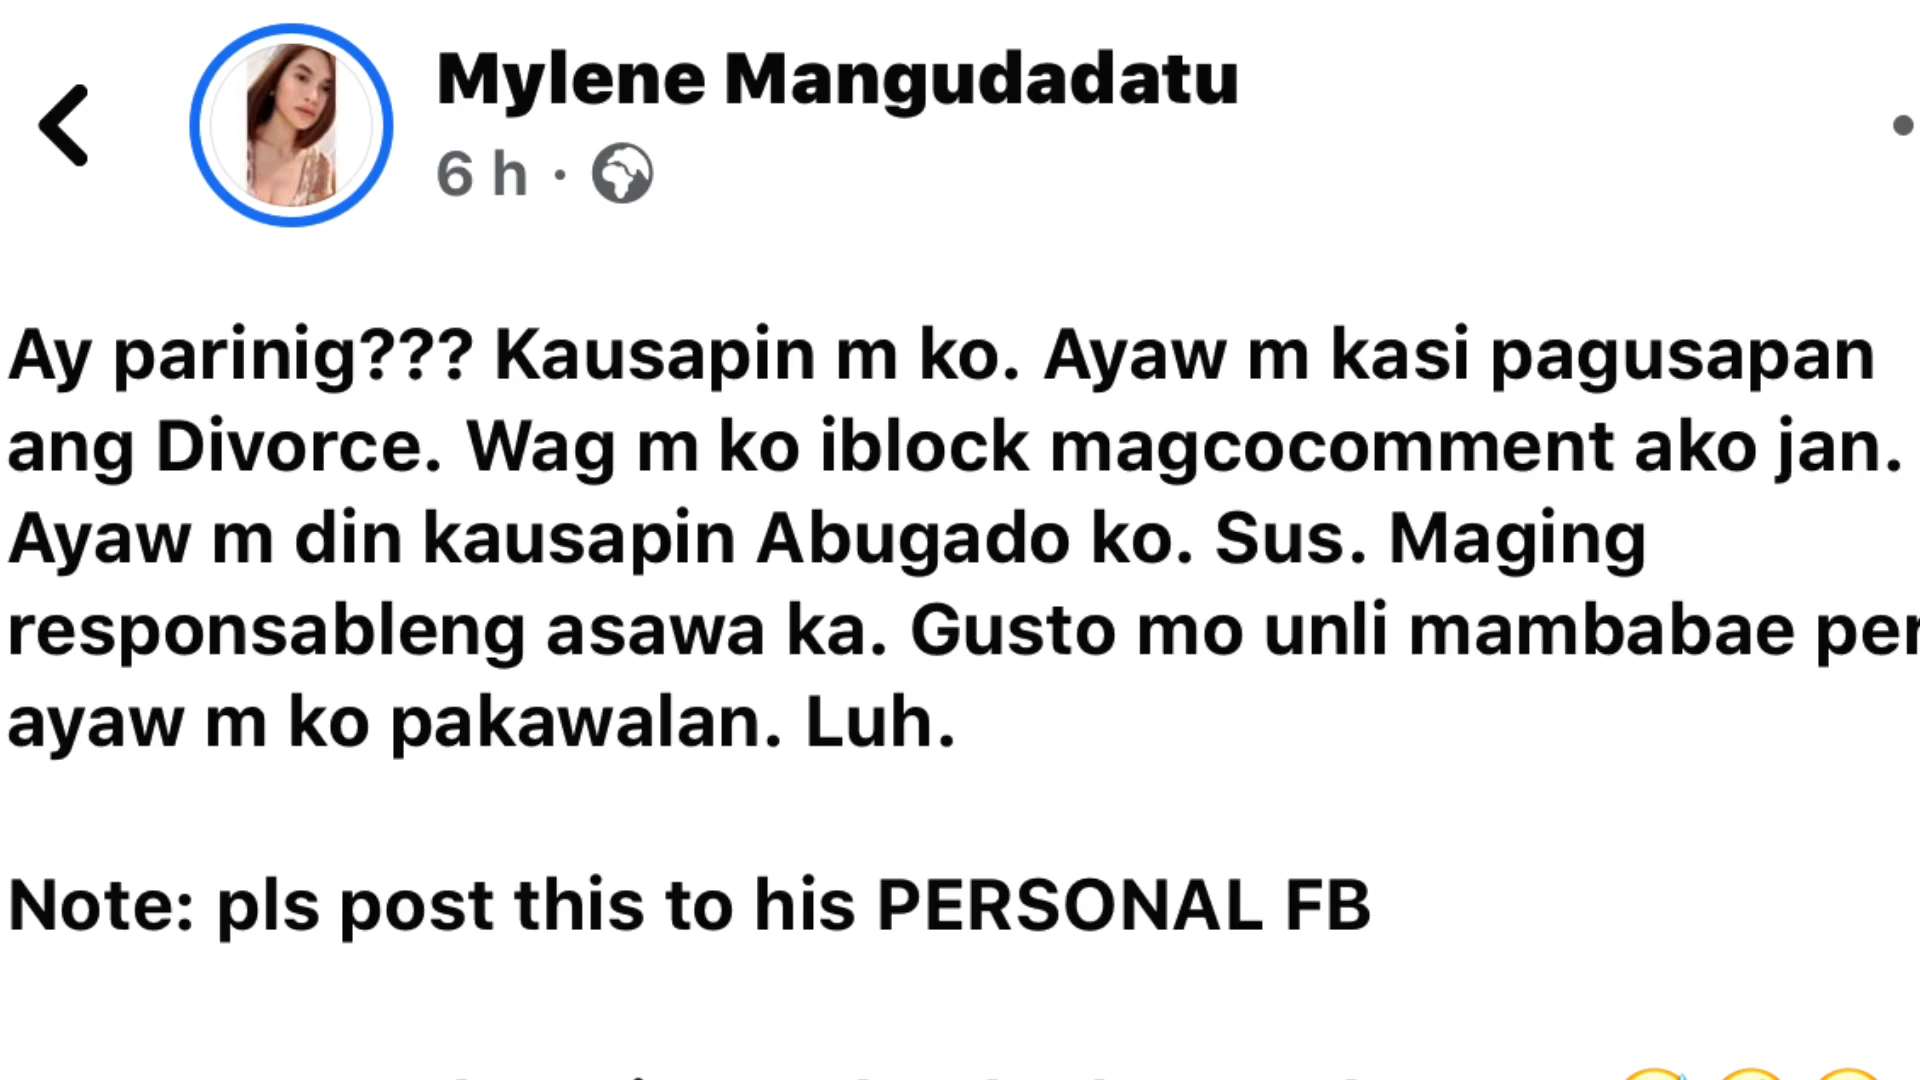 Mylene Mangudadatu
6 h ·
Ay parinig??? Kausapin m ko. Ayaw m kasi pagusapan
ang Divorce. Wag m ko iblock magcocomment ako jan.
Ayaw m din kausapin Abugado ko. Sus. Maging
responsableng asawa ka. Gusto mo unli mambabae per
ayaw m ko pakawalan. Luh.
Note: pls post this to his PERSONAL FB